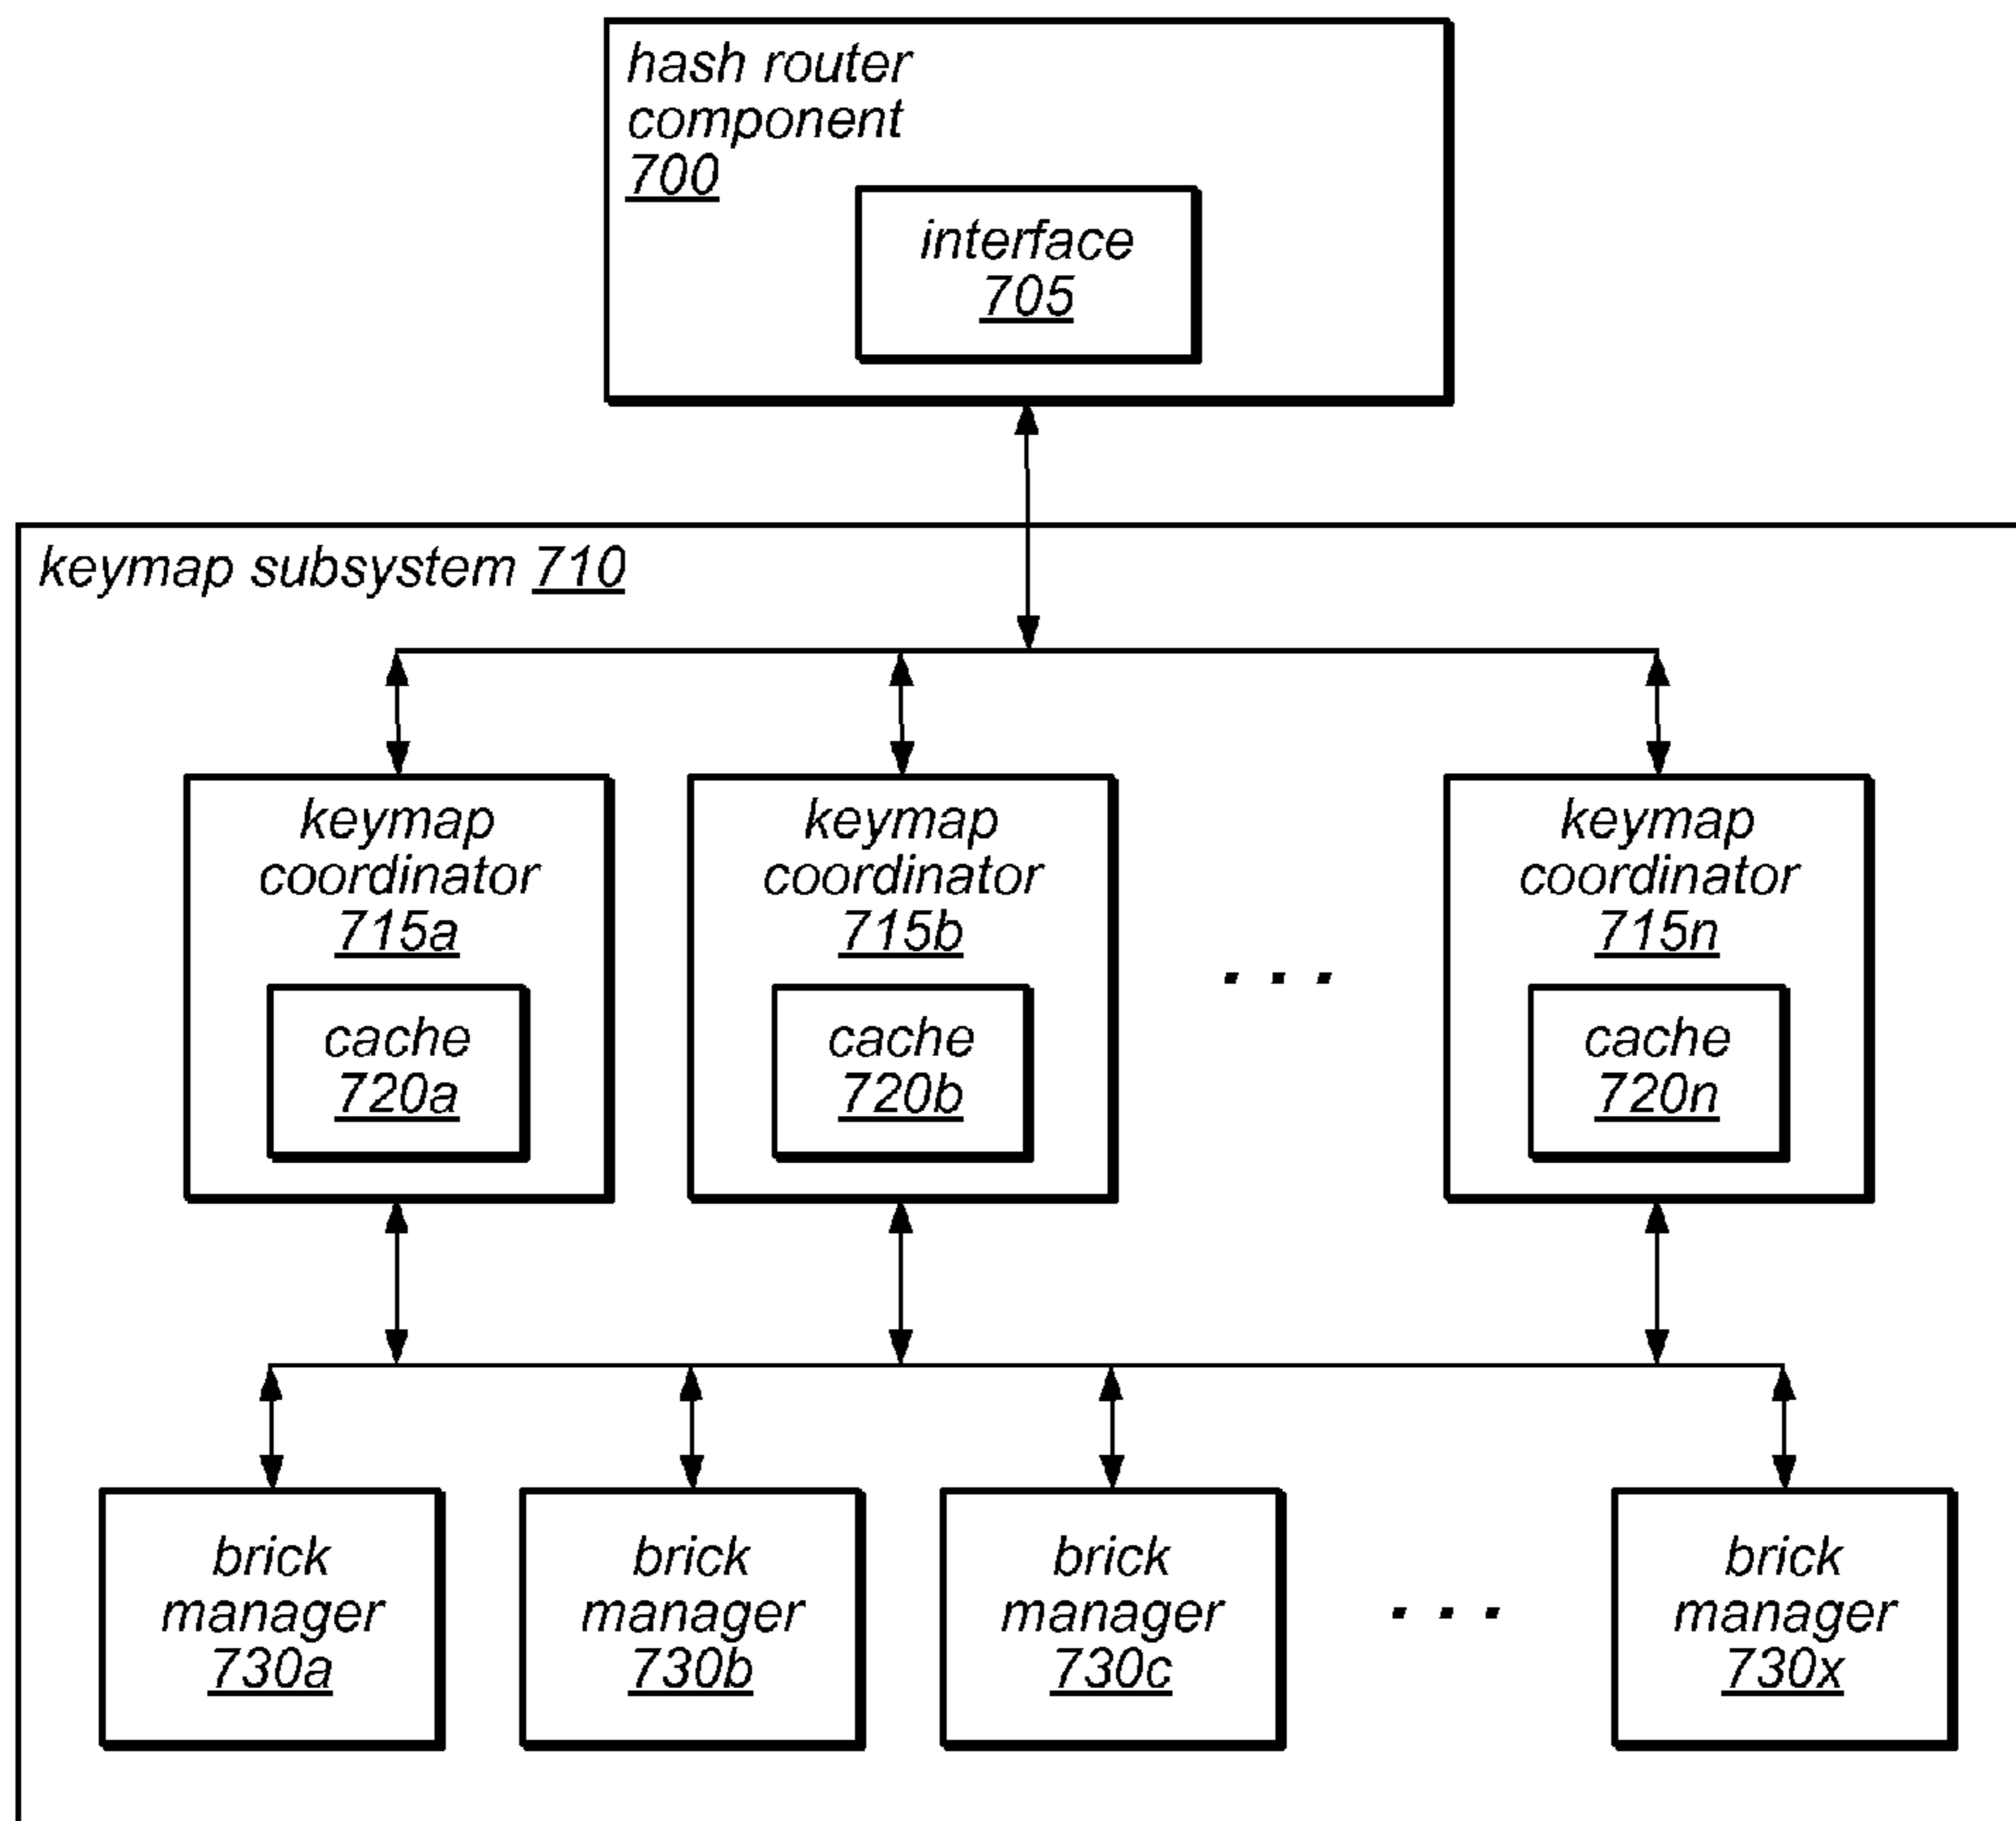 hash router
component
700
interface
705
keymap subsystem 710
keymap
coordinator
715a
cache
720a
keymap
coordinator
715b
cache
720b
. . .
keymap
coordinator
715n
cache
720n
brick
manager
730a
brick
manager
730b
brick
manager
730c
. . .
brick
manager
730x